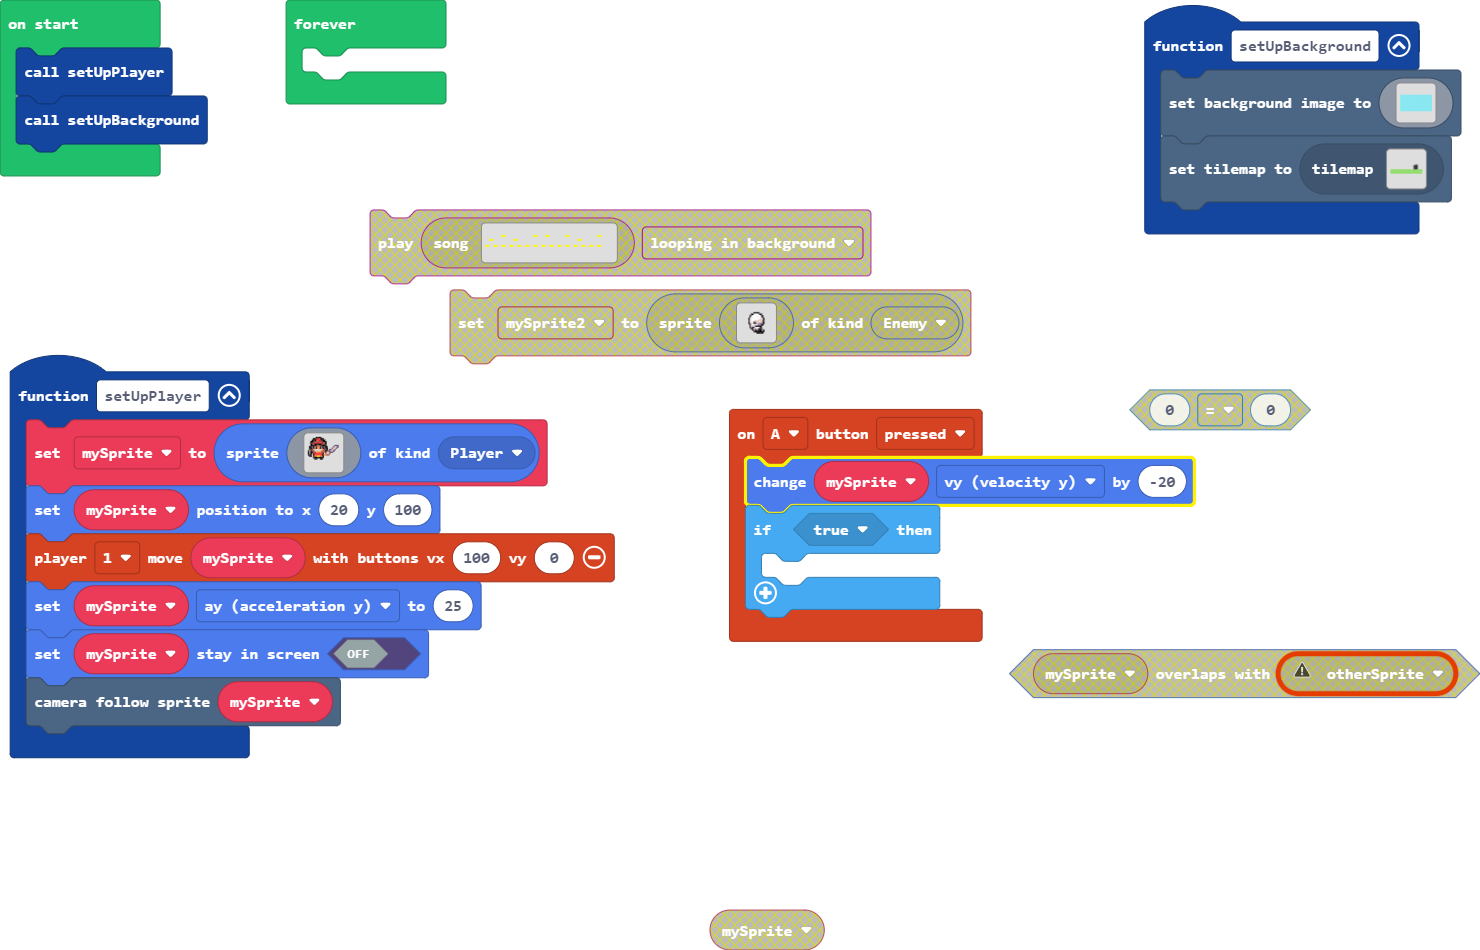 on start
call setUpPlayer
call setUpBackground
forever
function setUpBackground
set background image to
set tilemap to tilemap
play song looping in background
set mySprite2 to sprite of kind Enemy
function setUpPlayer
set mySprite to sprite of kind Player
set mySprite position to x 20 y 100
player 1 move mySprite with buttons vx 100 vy 0
set mySprite ay (acceleration y) to 25
set mySprite stay in screen OFF
camera follow sprite mySprite
on A button pressed
change mySprite vy (velocity y) by -20
if true then
0 = 0
mySprite overlaps with otherSprite
mySprite